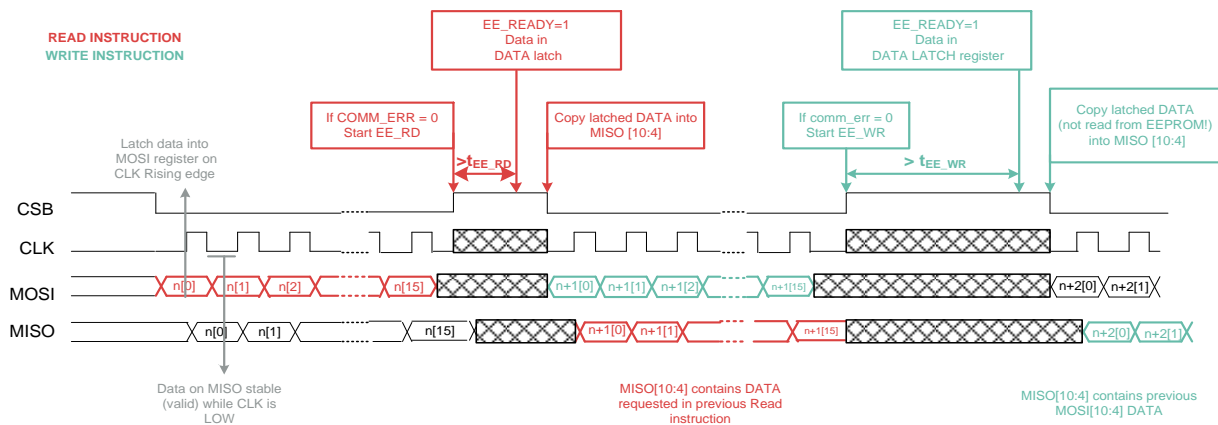 READ INSTRUCTION
WRITE INSTRUCTION
EE_READY=1
Data in
DATA latch
EE_READY=1
Data in
DATA LATCH register
If COMM_ERR = 0
Start EE_RD
Copy latched DATA into
MISO [10:4]
If comm_err = 0
Start EE_WR
Copy latched DATA
(not read from EEPROM!)
into MISO [10:4]
Latch data into
MOSI register on
CLK Rising edge
>tEE_RD
> tEE_WR
CSB
CLK
MOSI
n[0] n[1] n[2] n[15] n+1[0] n+1[1] n+1[2] n+1[15] n+2[0] n+2[1]
MISO
n[0] n[1] n[15] n+1[0] n+1[1] n+1[15] n+2[0] n+2[1]
Data on MISO stable
(valid) while CLK is
LOW
MISO[10:4] contains DATA
requested in previous Read
instruction
MISO[10:4] contains previous
MOSI[10:4] DATA